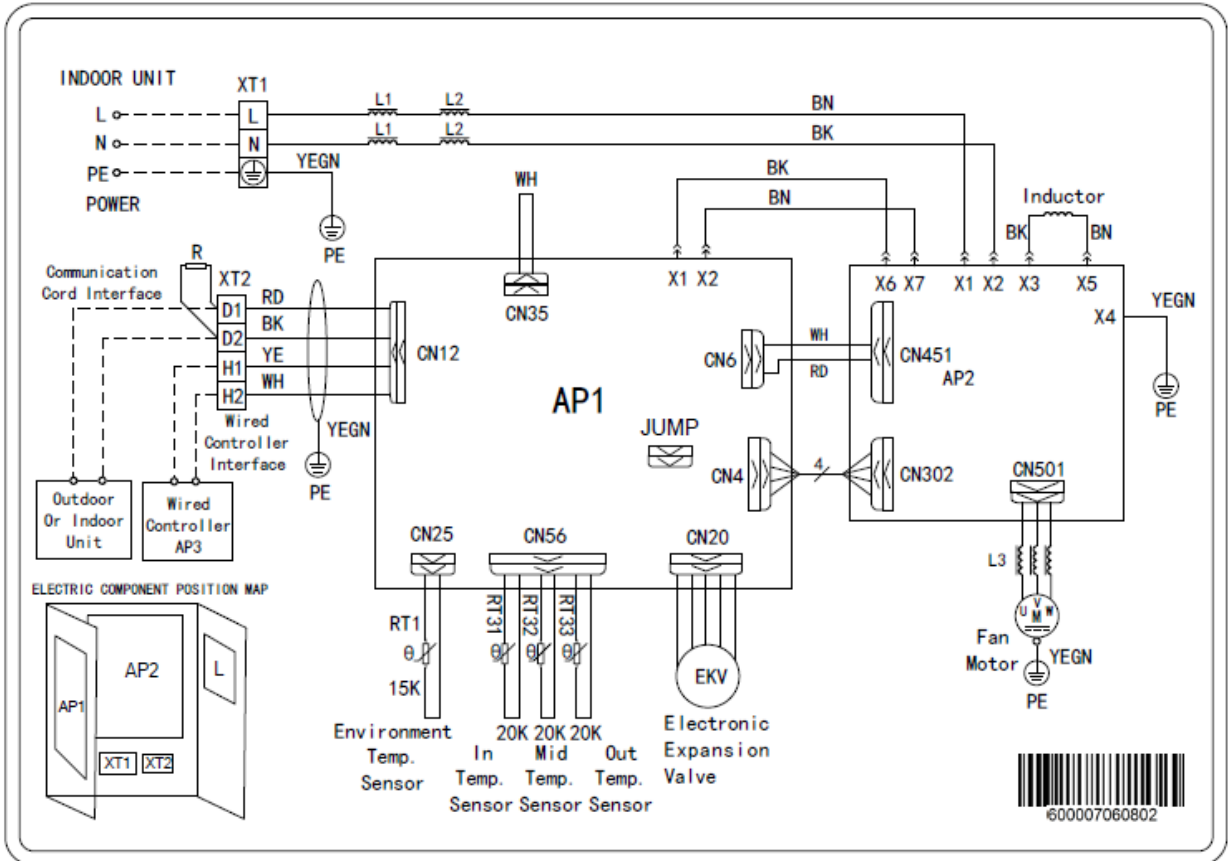 INDOOR UNIT
XT1
L
L
L1
L2
BN
N
N
L1
L2
BK
PE
YEGN
POWER
PE
WH
BK
BN
Inductor
BK
BN
R
XT2
Communication
Cord Interface
D1
RD
D2
BK
H1
YE
H2
WH
CN12
Wired
Controller
Interface
YEGN
PE
Outdoor
Or Indoor
Unit
Wired
Controller
AP3
CN35
X1 X2
AP1
JUMP
CN6
WH
RD
CN451
AP2
CN4
4
CN302
X6 X7 X1 X2 X3 X5
X4
YEGN
PE
CN501
L3
U V W
M
Fan
Motor
YEGN
PE
CN25
CN56
CN20
RT1
θ
15K
RT31
RT32
RT33
θ
θ
θ
20K 20K 20K
Environment
Temp.
Sensor
In
Temp.
Sensor
Mid
Temp.
Sensor
Out
Temp.
Sensor
EKV
Electronic
Expansion
Valve
ELECTRIC COMPONENT POSITION MAP
AP1
AP2
L
XT1
XT2
600007060802